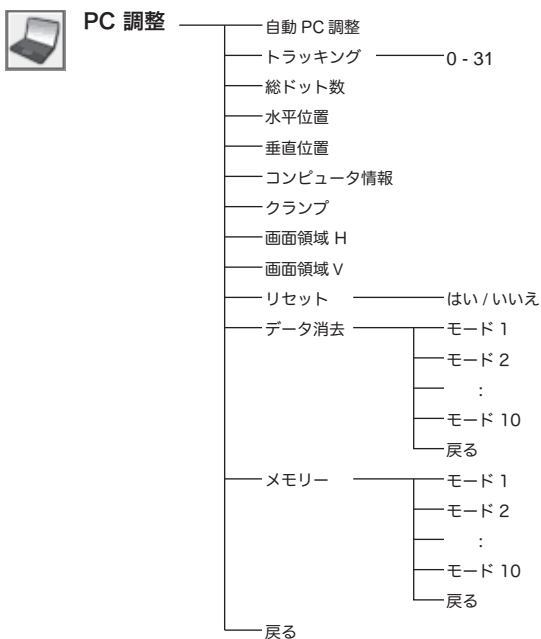 PC 調整
自動 PC 調整
トラッキング 0 - 31
総ドット数
水平位置
垂直位置
コンピュータ情報
クランプ
画面領域 H
画面領域 V
リセット はい / いいえ
データ消去 モード 1
モード 2
:
モード 10
戻る
メモリー モード 1
モード 2
:
モード 10
戻る
戻る